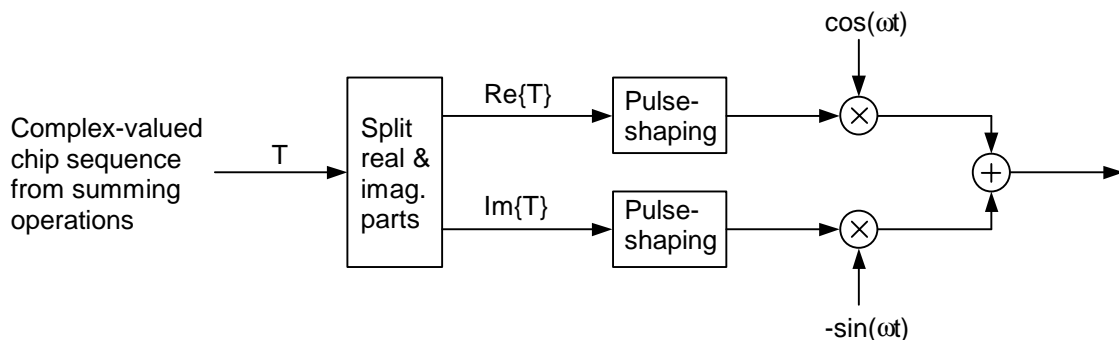 cos(ωt)
Complex-valued
chip sequence
from summing
operations
T
Split
real &
imag.
parts
Re{T}
Pulse-
shaping
Im{T}
Pulse-
shaping
-sin(ωt)